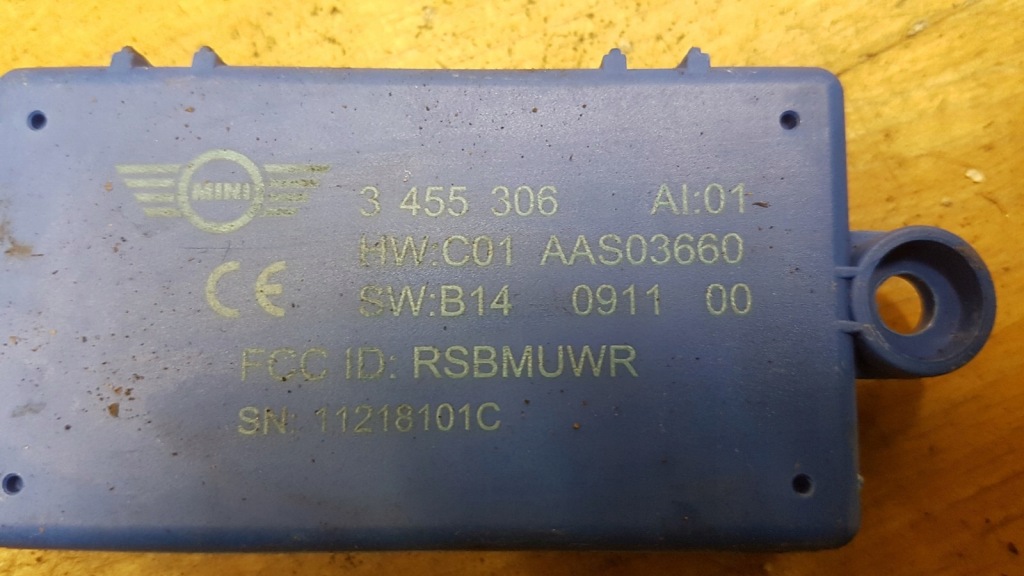 MINI
3 455 306 AI:01
HW:C01 AAS03660
CE
SW:B14 0911 00
FCC ID: RSBMUWR
SN: 11218101C